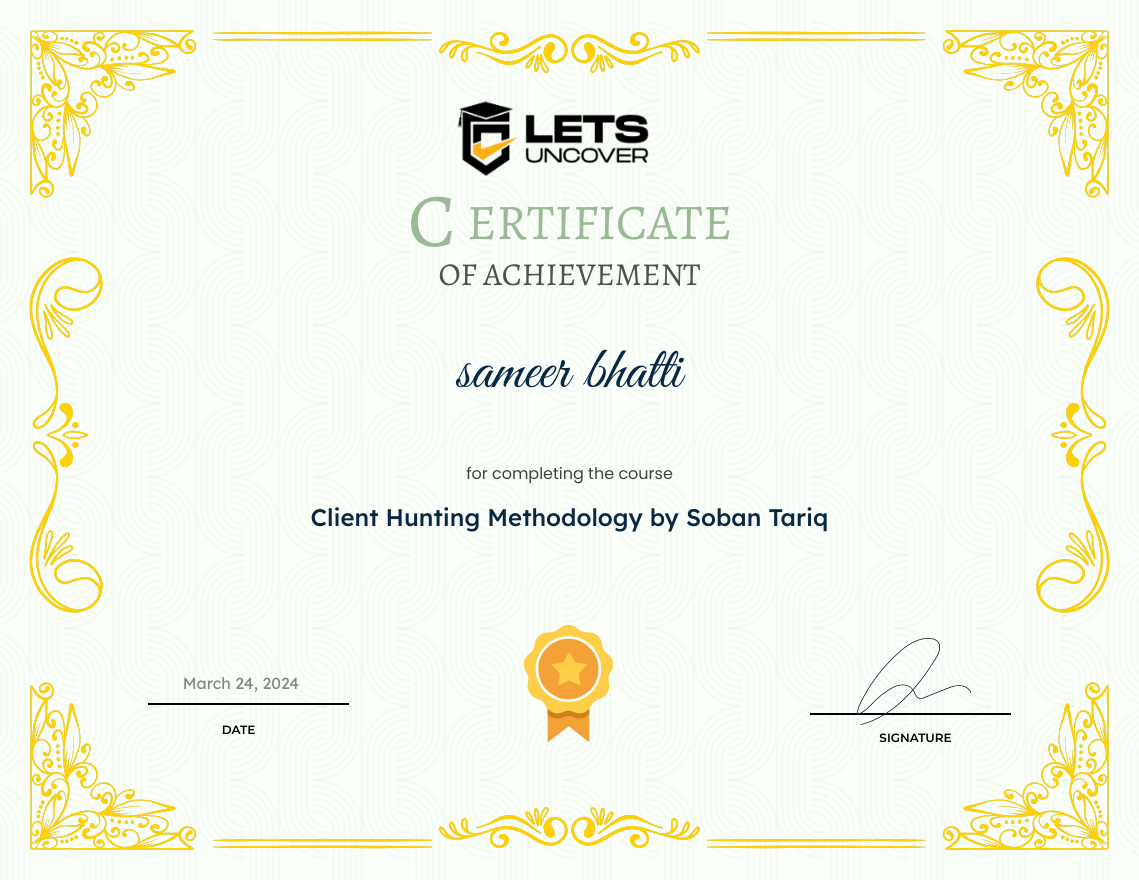 LETS
UNCOVER
C ERTIFICATE
OF ACHIEVEMENT
sameer bhatti
for completing the course
Client Hunting Methodology by Soban Tariq
March 24, 2024
DATE
SIGNATURE